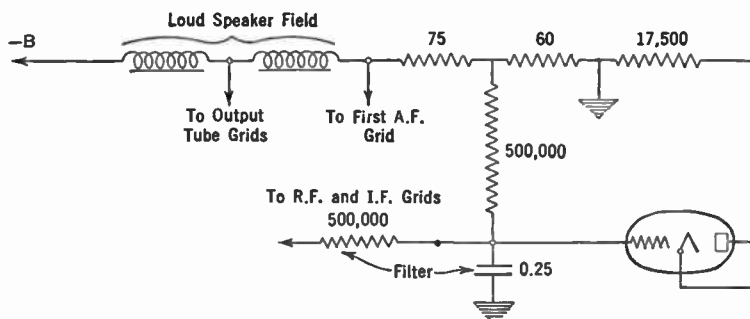 Loud Speaker Field
–B
75
60
17,500
To Output
Tube Grids
To First A.F.
Grid
500,000
To R.F. and I.F. Grids
500,000
Filter
0.25